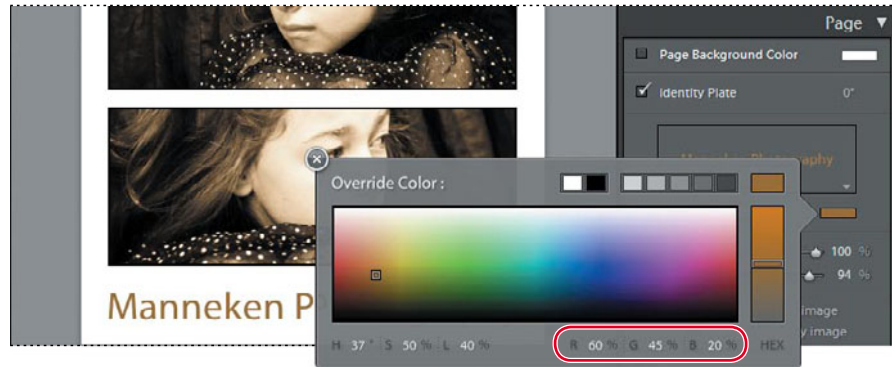 Page
Page Background Color
Identity Plate 0°
Override Color :
100 %
94 %
image
y image
Manneken P
H 37 ° S 50 % L 40 % R 60 % G 45 % B 20 % HEX